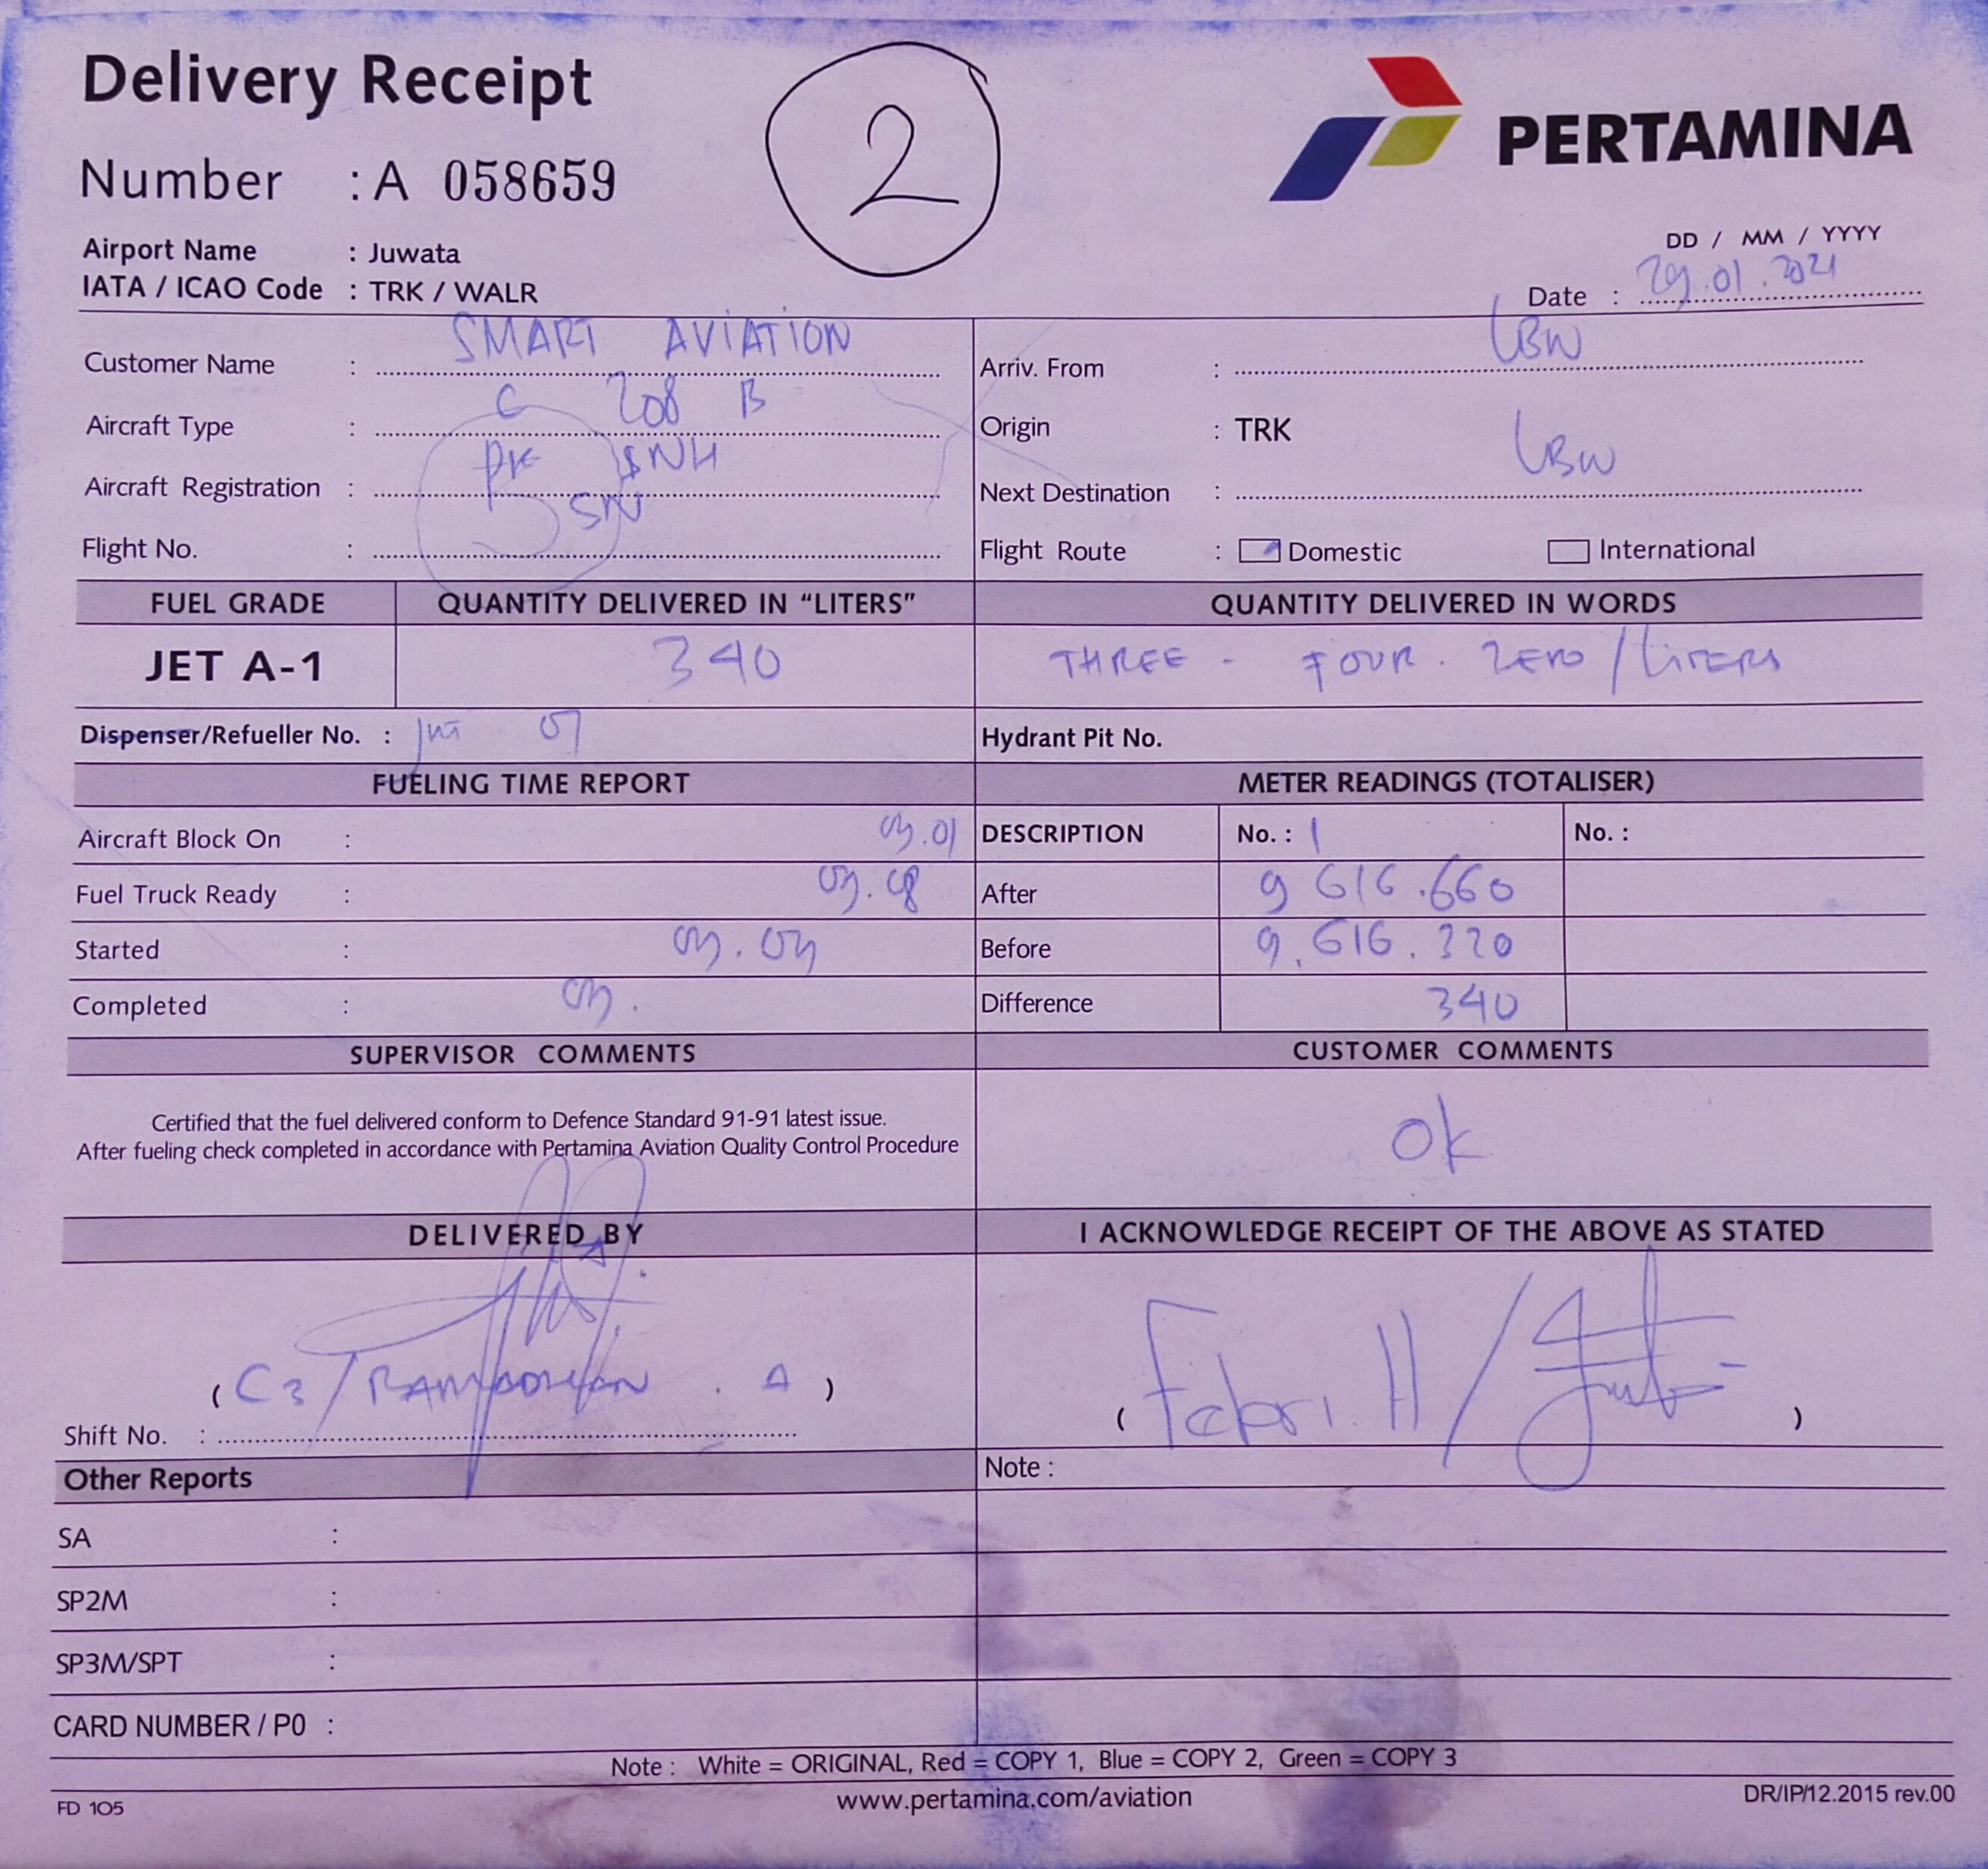 Delivery Receipt
2
PERTAMINA
Number : A 058659
DD / MM / YYYY
Airport Name : Juwata
IATA / ICAO Code : TRK / WALR
Date : 29.01.2021
Customer Name : SMART AVIATION
Arriv. From : LBW
Aircraft Type : C 208 B
Origin : TRK
Aircraft Registration : PK SNH
Next Destination : LBW
Flight No. : SN
Flight Route : Domestic International
FUEL GRADE QUANTITY DELIVERED IN "LITERS" QUANTITY DELIVERED IN WORDS
JET A-1 340 THREE - FOUR . ZERO / LITERS
Dispenser/Refueller No. :
Hydrant Pit No.
FUELING TIME REPORT METER READINGS (TOTALISER)
Aircraft Block On :
DESCRIPTION No. : 1 No. :
Fuel Truck Ready :
After 9 616.660
Started :
Before 9.616.320
Completed :
Difference 340
SUPERVISOR COMMENTS CUSTOMER COMMENTS
Certified that the fuel delivered conform to Defence Standard 91-91 latest issue.
After fueling check completed in accordance with Pertamina Aviation Quality Control Procedure
Ok
DELIVERED BY I ACKNOWLEDGE RECEIPT OF THE ABOVE AS STATED
( C3 / . A )
( Febri. H / )
Shift No. :
Other Reports Note :
SA :
SP2M :
SP3M/SPT :
CARD NUMBER / P0 :
Note : White = ORIGINAL, Red = COPY 1, Blue = COPY 2, Green = COPY 3
FD 105 www.pertamina.com/aviation DR/IP/12.2015 rev.00